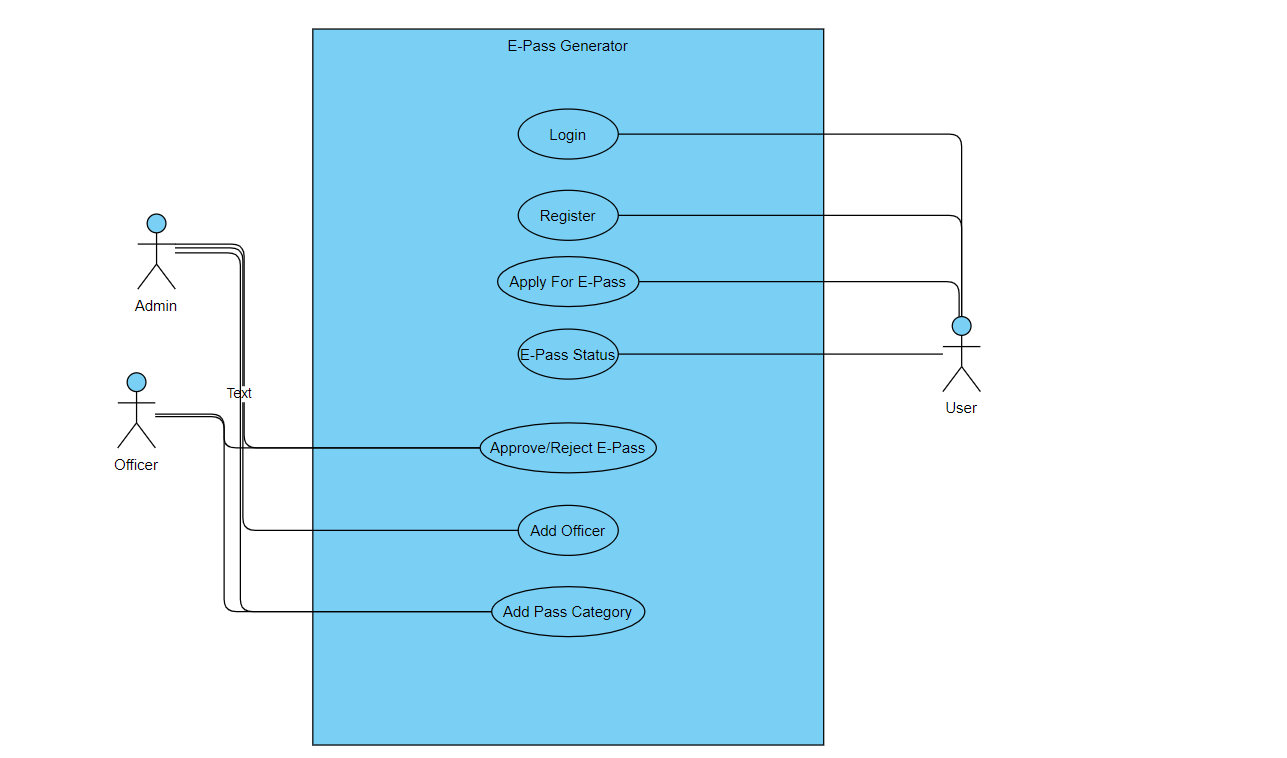 E-Pass Generator
Login
Register
Admin
Apply For E-Pass
E-Pass Status
Text
User
Officer
Approve/Reject E-Pass
Add Officer
Add Pass Category